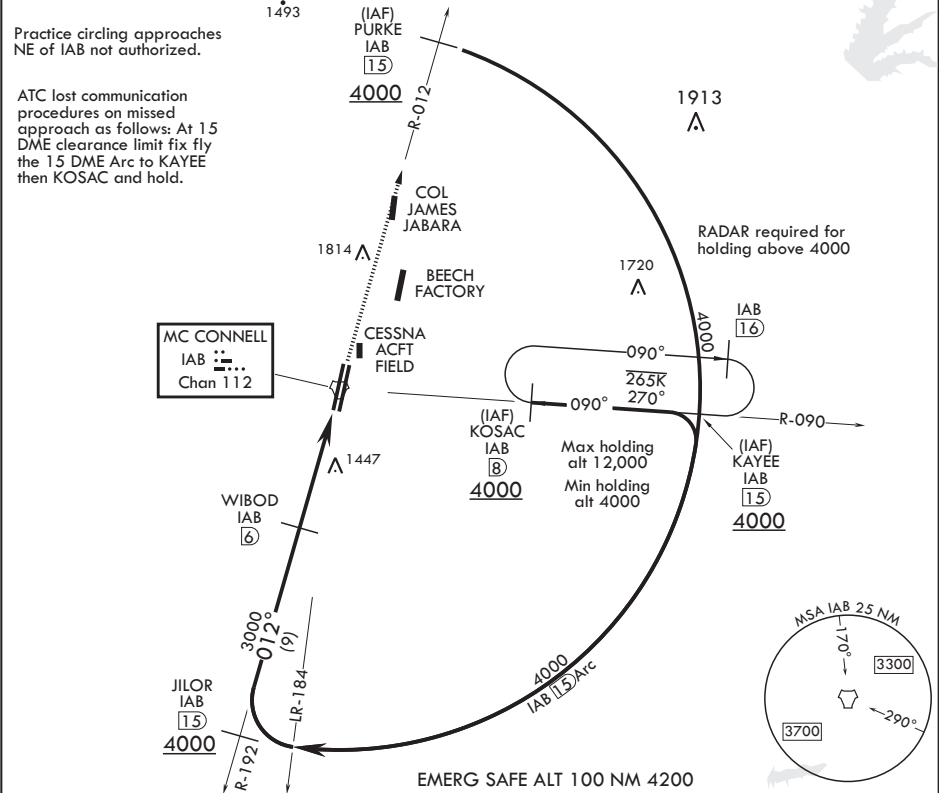 1493
Practice circling approaches
NE of IAB not authorized.
ATC lost communication
procedures on missed
approach as follows: At 15
DME clearance limit fix fly
the 15 DME Arc to KAYEE
then KOSAC and hold.
(IAF)
PURKE
IAB
15
4000
R-012
1913
COL
JAMES
JABARA
1814
BEECH
FACTORY
RADAR required for
holding above 4000
1720
MC CONNELL
IAB
Chan 112
CESSNA
ACFT
FIELD
4000
IAB
16
090°
265K
270°
090°
R-090
(IAF)
KOSAC
IAB
8
4000
Max holding
alt 12,000
Min holding
alt 4000
(IAF)
KAYEE
IAB
15
4000
1447
WIBOD
IAB
6
3000
012°
(9)
LR-184
JILOR
IAB
15
4000
R-192
4000
IAB 15 Arc
MSA IAB 25 NM
170°
3300
290°
3700
EMERG SAFE ALT 100 NM 4200